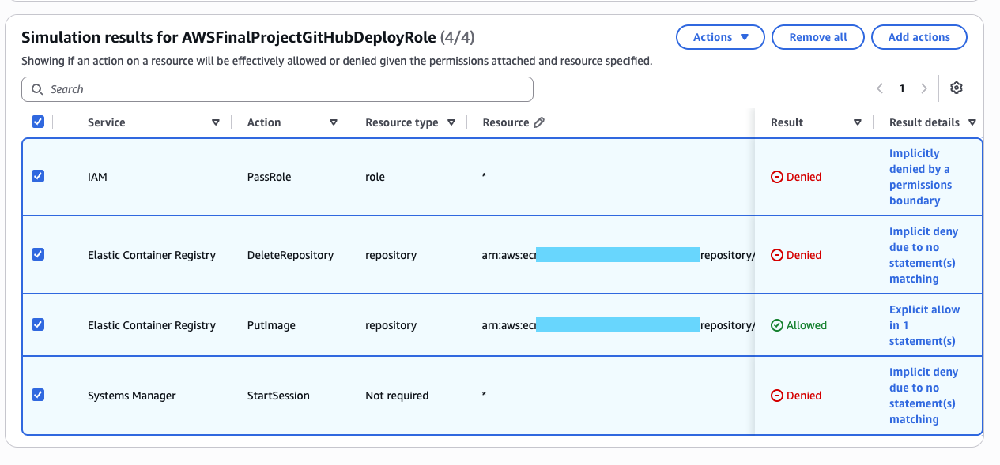 Simulation results for AWSFinalProjectGitHubDeployRole (4/4)
Actions
Remove all
Add actions
Showing if an action on a resource will be effectively allowed or denied given the permissions attached and resource specified.
Search
1
Service
Action
Resource type
Resource
Result
Result details
IAM
PassRole
role
*
Denied
Implicitly
denied by a
permissions
boundary
Elastic Container Registry
DeleteRepository
repository
arn:aws:ecr
repository/
Denied
Implicit deny
due to no
statement(s)
matching
Elastic Container Registry
PutImage
repository
arn:aws:ecr
repository/
Allowed
Explicit allow
in 1
statement(s)
Systems Manager
StartSession
Not required
*
Denied
Implicit deny
due to no
statement(s)
matching